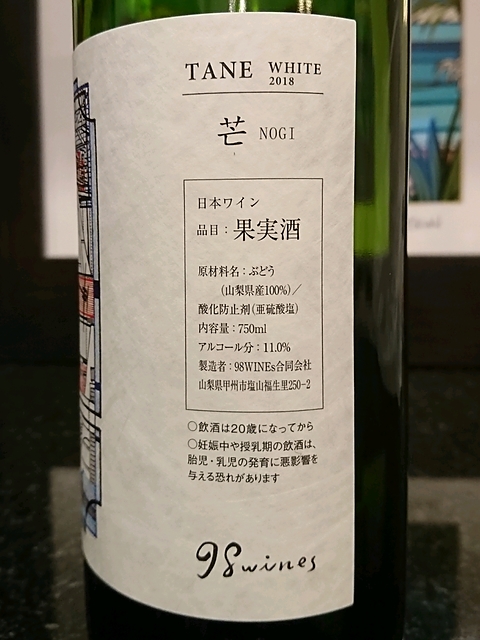 TANE WHITE
2018
芒 NOGI
日本ワイン
品目：果実酒
原材料名：ぶどう
(山梨県産100%)／
酸化防止剤(亜硫酸塩)
内容量：750ml
アルコール分：11.0%
製造者：98WINEs合同会社
山梨県甲州市塩山福生里250-2
○飲酒は20歳になってから
○妊娠中や授乳期の飲酒は、
胎児・乳児の発育に悪影響を
与える恐れがあります
98wines